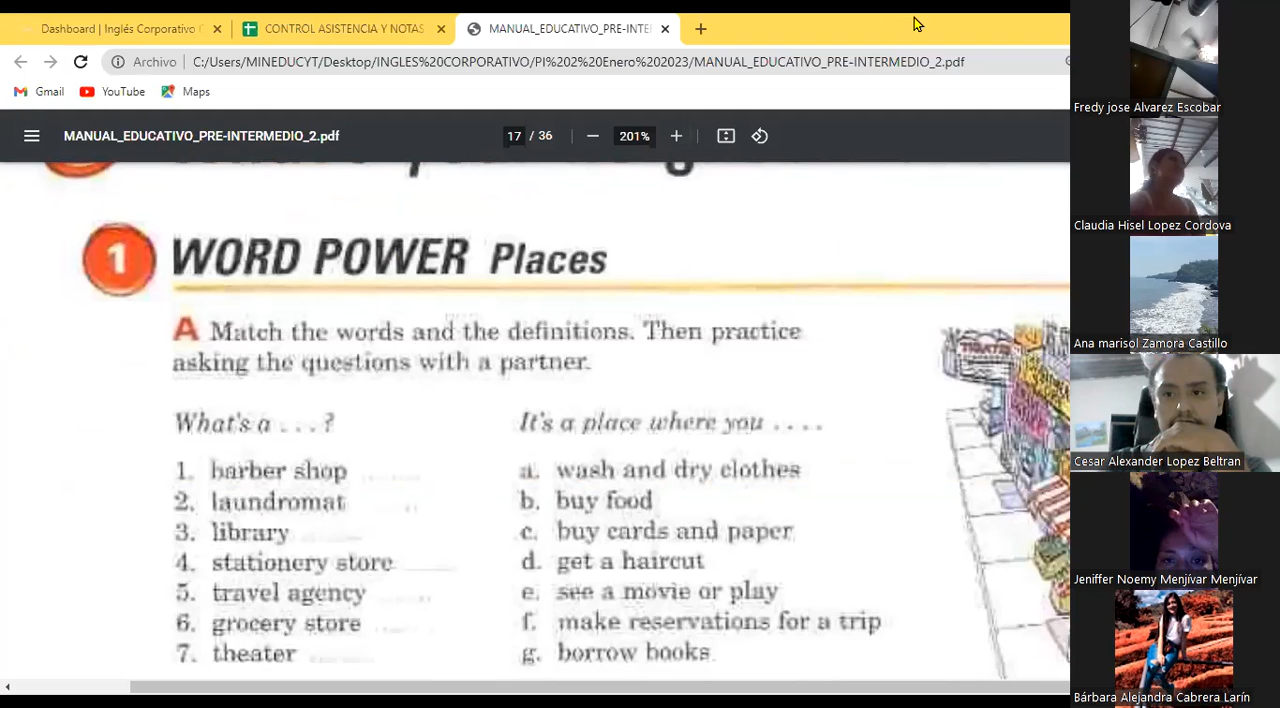 Dashboard | Inglés Corporativo
CONTROL ASISTENCIA Y NOTAS
MANUAL_EDUCATIVO_PRE-INTE
Archivo
C:/Users/MINEDUCYT/Desktop/INGLES%20CORPORATIVO/PI%202%20Enero%202023/MANUAL_EDUCATIVO_PRE-INTERMEDIO_2.pdf
Gmail
YouTube
Maps
MANUAL_EDUCATIVO_PRE-INTERMEDIO_2.pdf
17 / 36
201%
1 WORD POWER Places
A Match the words and the definitions. Then practice
asking the questions with a partner.
What's a . . . ?
It's a place where you . . . .
1. barber shop
a. wash and dry clothes
2. laundromat
b. buy food
3. library
c. buy cards and paper
4. stationery store
d. get a haircut
5. travel agency
e. see a movie or play
6. grocery store
f. make reservations for a trip
7. theater
g. borrow books
Fredy jose Alvarez Escobar
Claudia Hisel Lopez Cordova
Ana marisol Zamora Castillo
Cesar Alexander Lopez Beltran
Jeniffer Noemy Menjívar Menjívar
Bárbara Alejandra Cabrera Larín